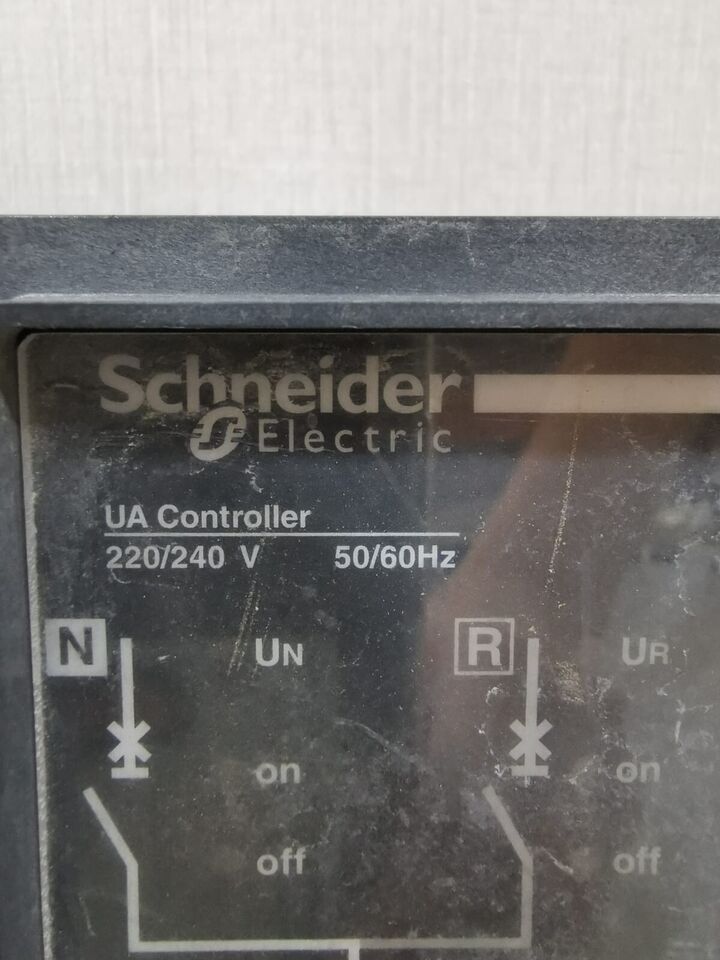 Schneider
Electric
UA Controller
220/240 V 50/60Hz
N UN R UR
on on
off off